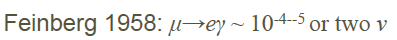 Feinberg 1958: μ→eγ ~ 10⁻⁴⁻⁻⁵ or two ν